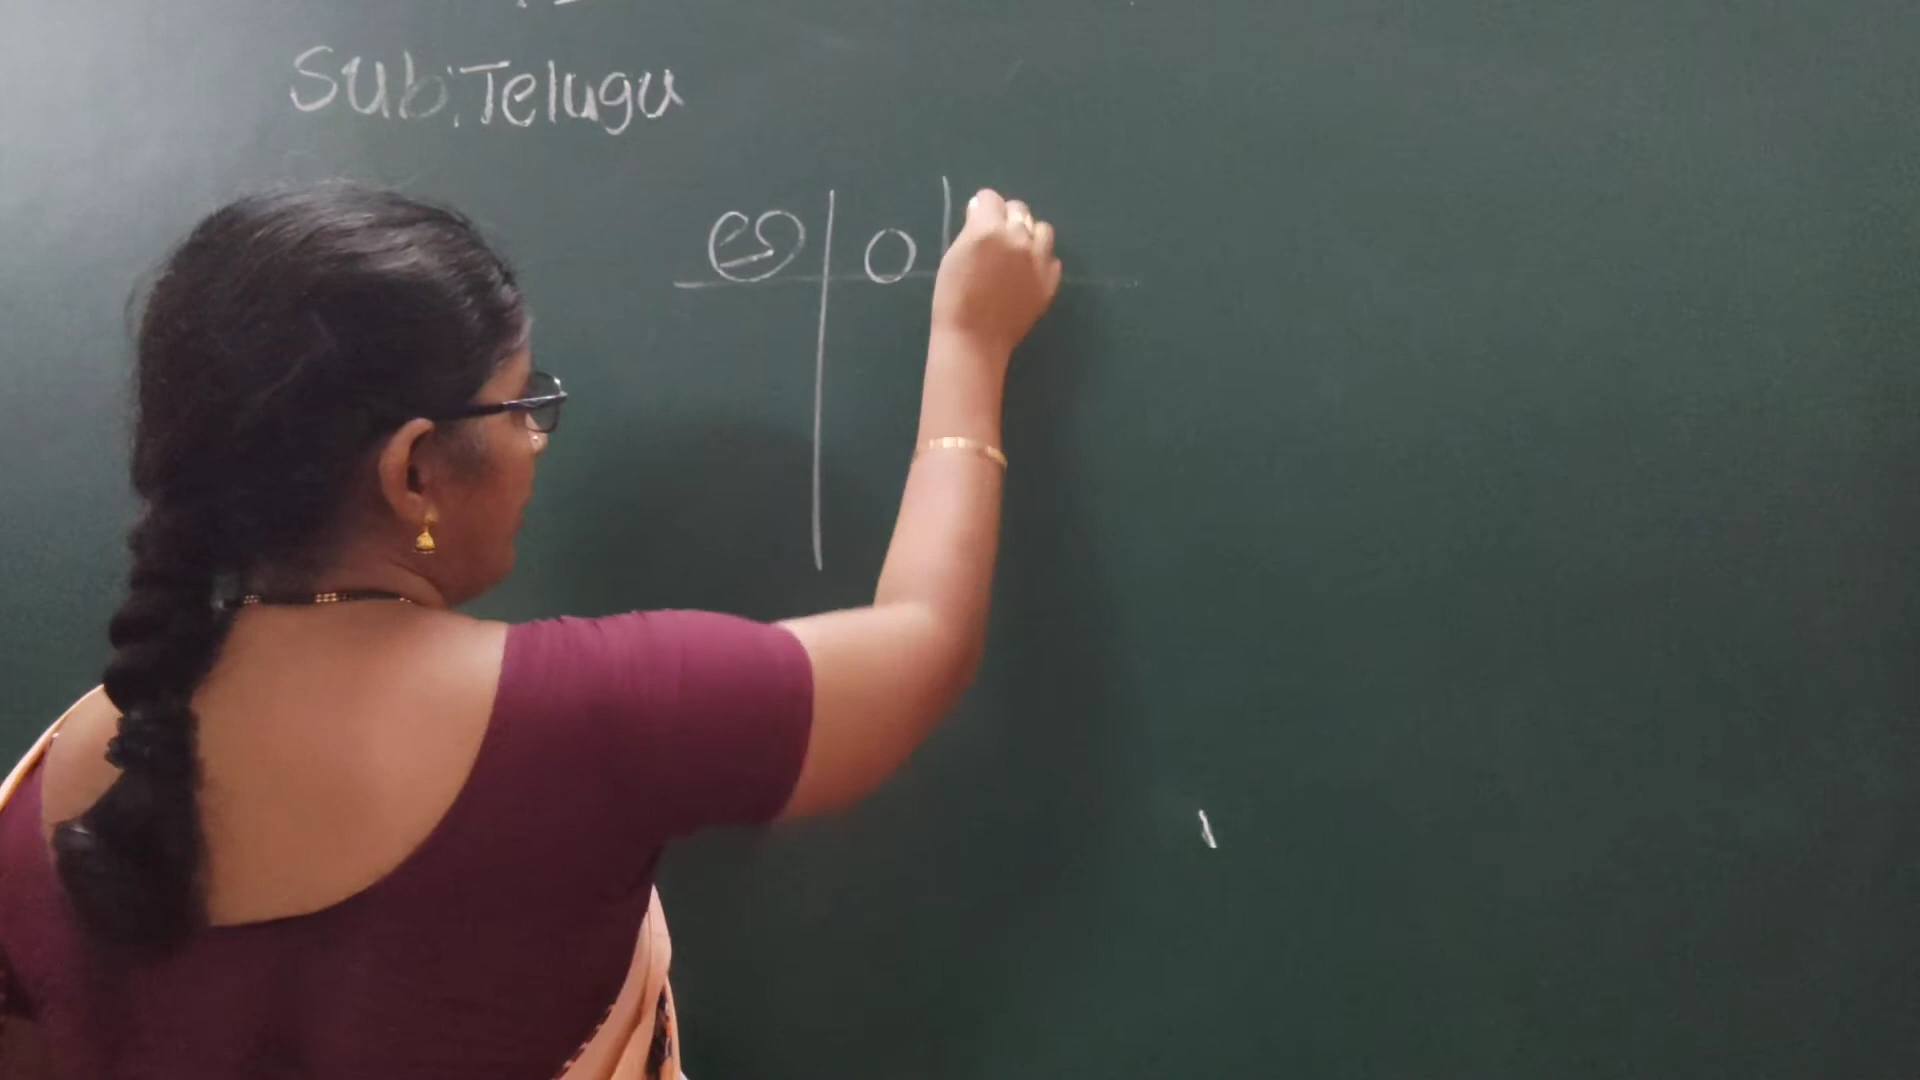 Sub: Telugu
అ | ం |